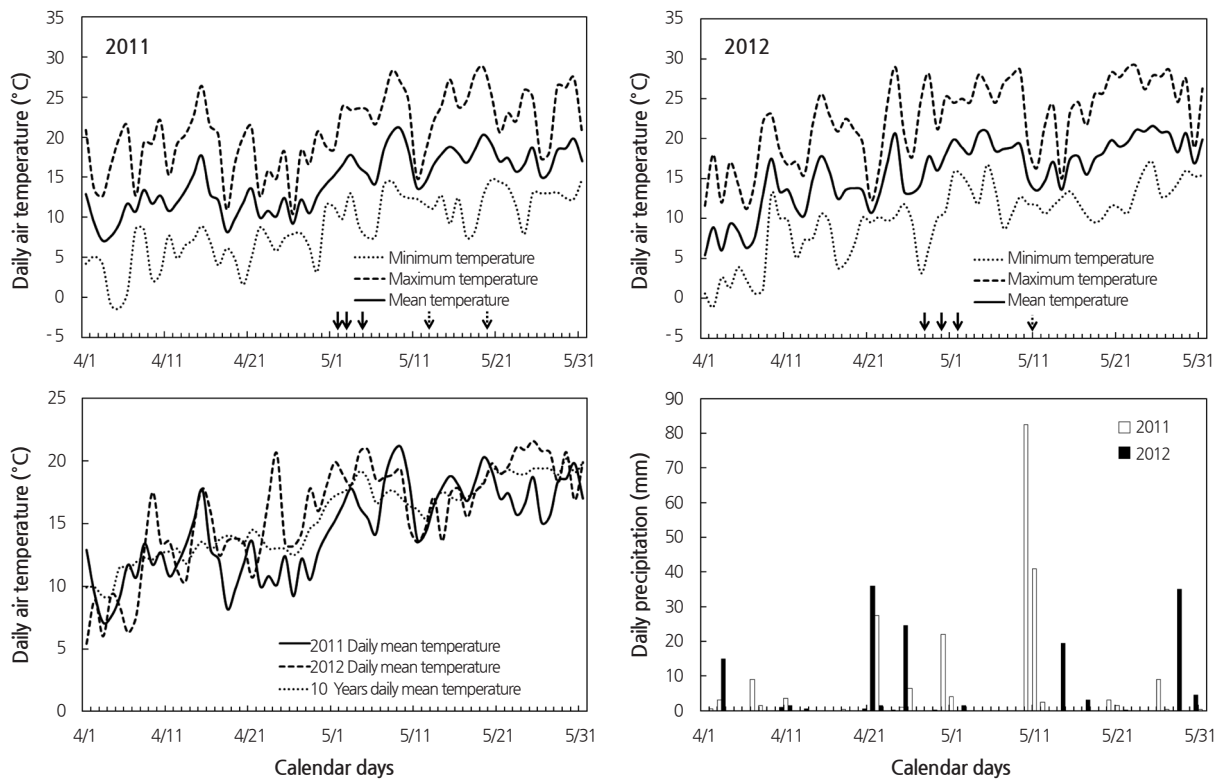 2011
Daily air temperature (°C)
35
30
25
20
15
10
5
0
-5
Minimum temperature
Maximum temperature
Mean temperature
4/1 4/11 4/21 5/1 5/11 5/21 5/31
2012
Daily air temperature (°C)
35
30
25
20
15
10
5
0
-5
Minimum temperature
Maximum temperature
Mean temperature
4/1 4/11 4/21 5/1 5/11 5/21 5/31
Daily air temperature (°C)
25
20
15
10
5
0
2011 Daily mean temperature
2012 Daily mean temperature
10 Years daily mean temperature
4/1 4/11 4/21 5/1 5/11 5/21 5/31
Calendar days
Daily precipitation (mm)
90
80
70
60
50
40
30
20
10
0
2011
2012
4/1 4/11 4/21 5/1 5/11 5/21 5/31
Calendar days